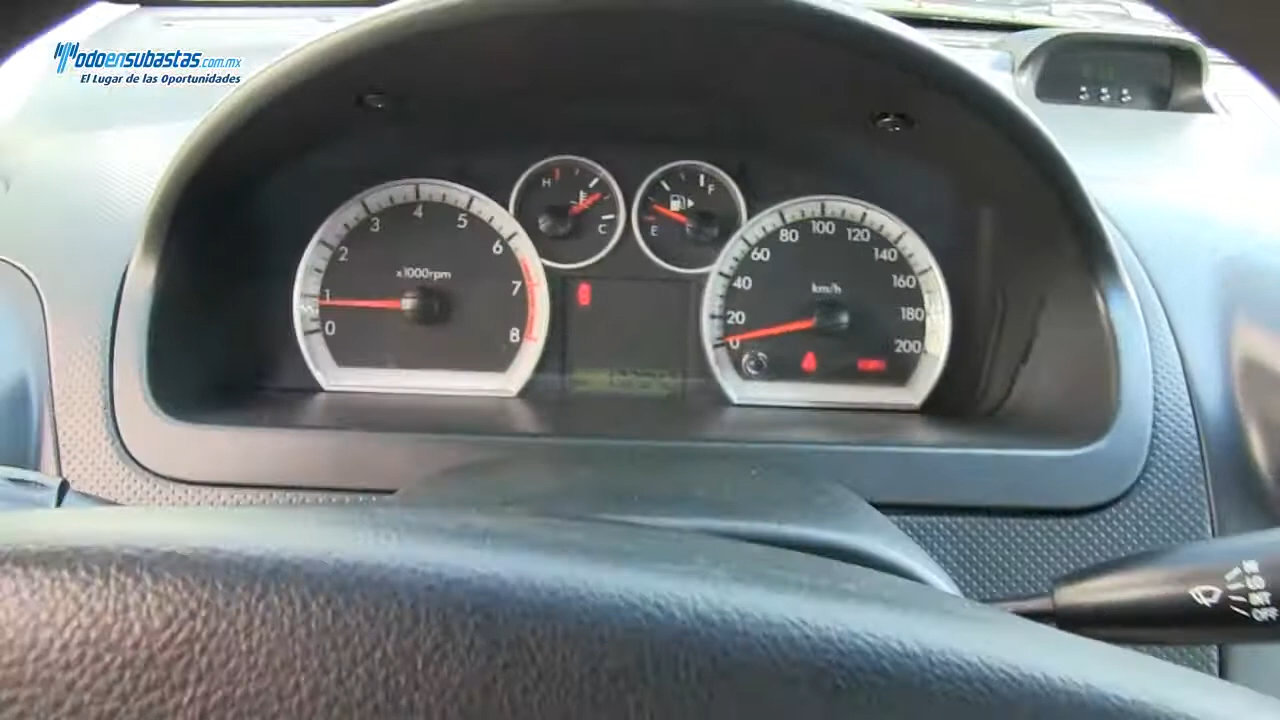 Todoensubastas.com.mx
El Lugar de las Oportunidades
H
C
F
E
x1000rpm
0
1
2
3
4
5
6
7
8
km/h
0
20
40
60
80
100
120
140
160
180
200
OFF